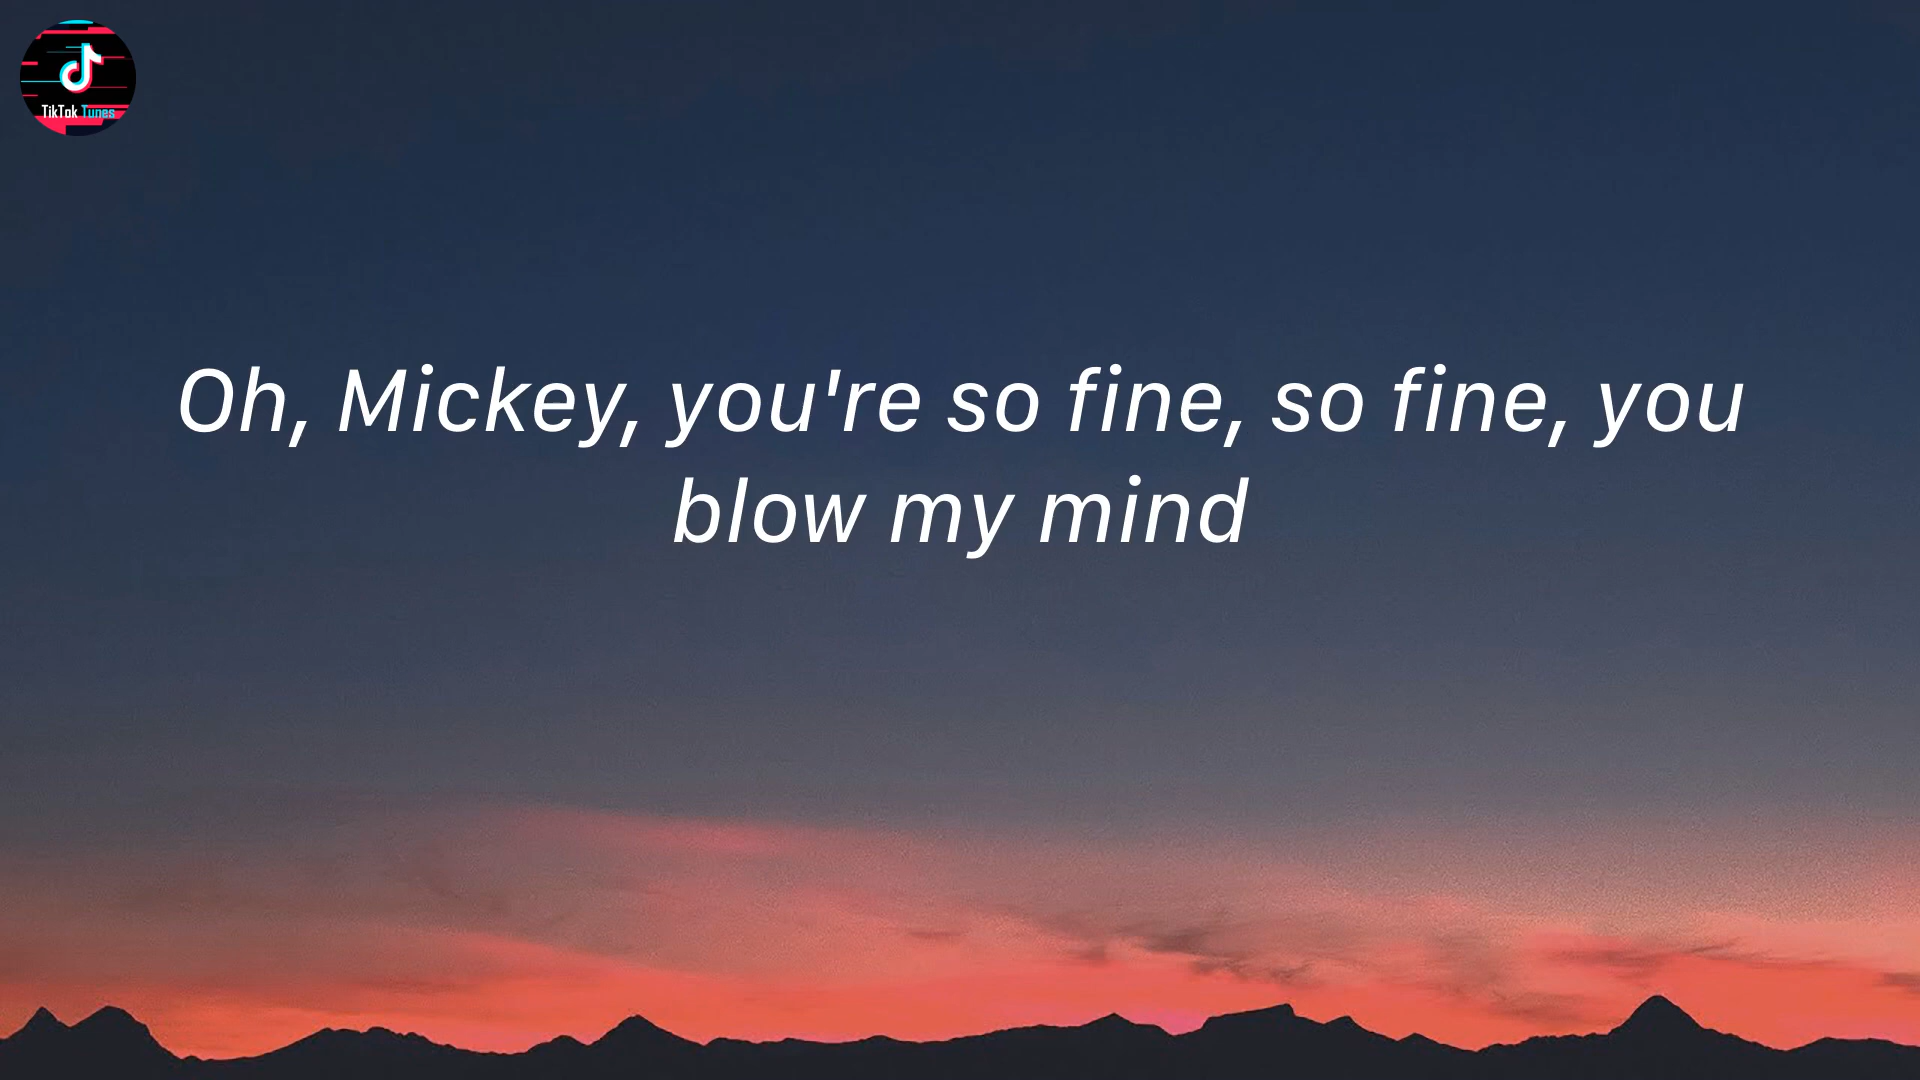 TikTok Tunes
Oh, Mickey, you're so fine, so fine, you
blow my mind